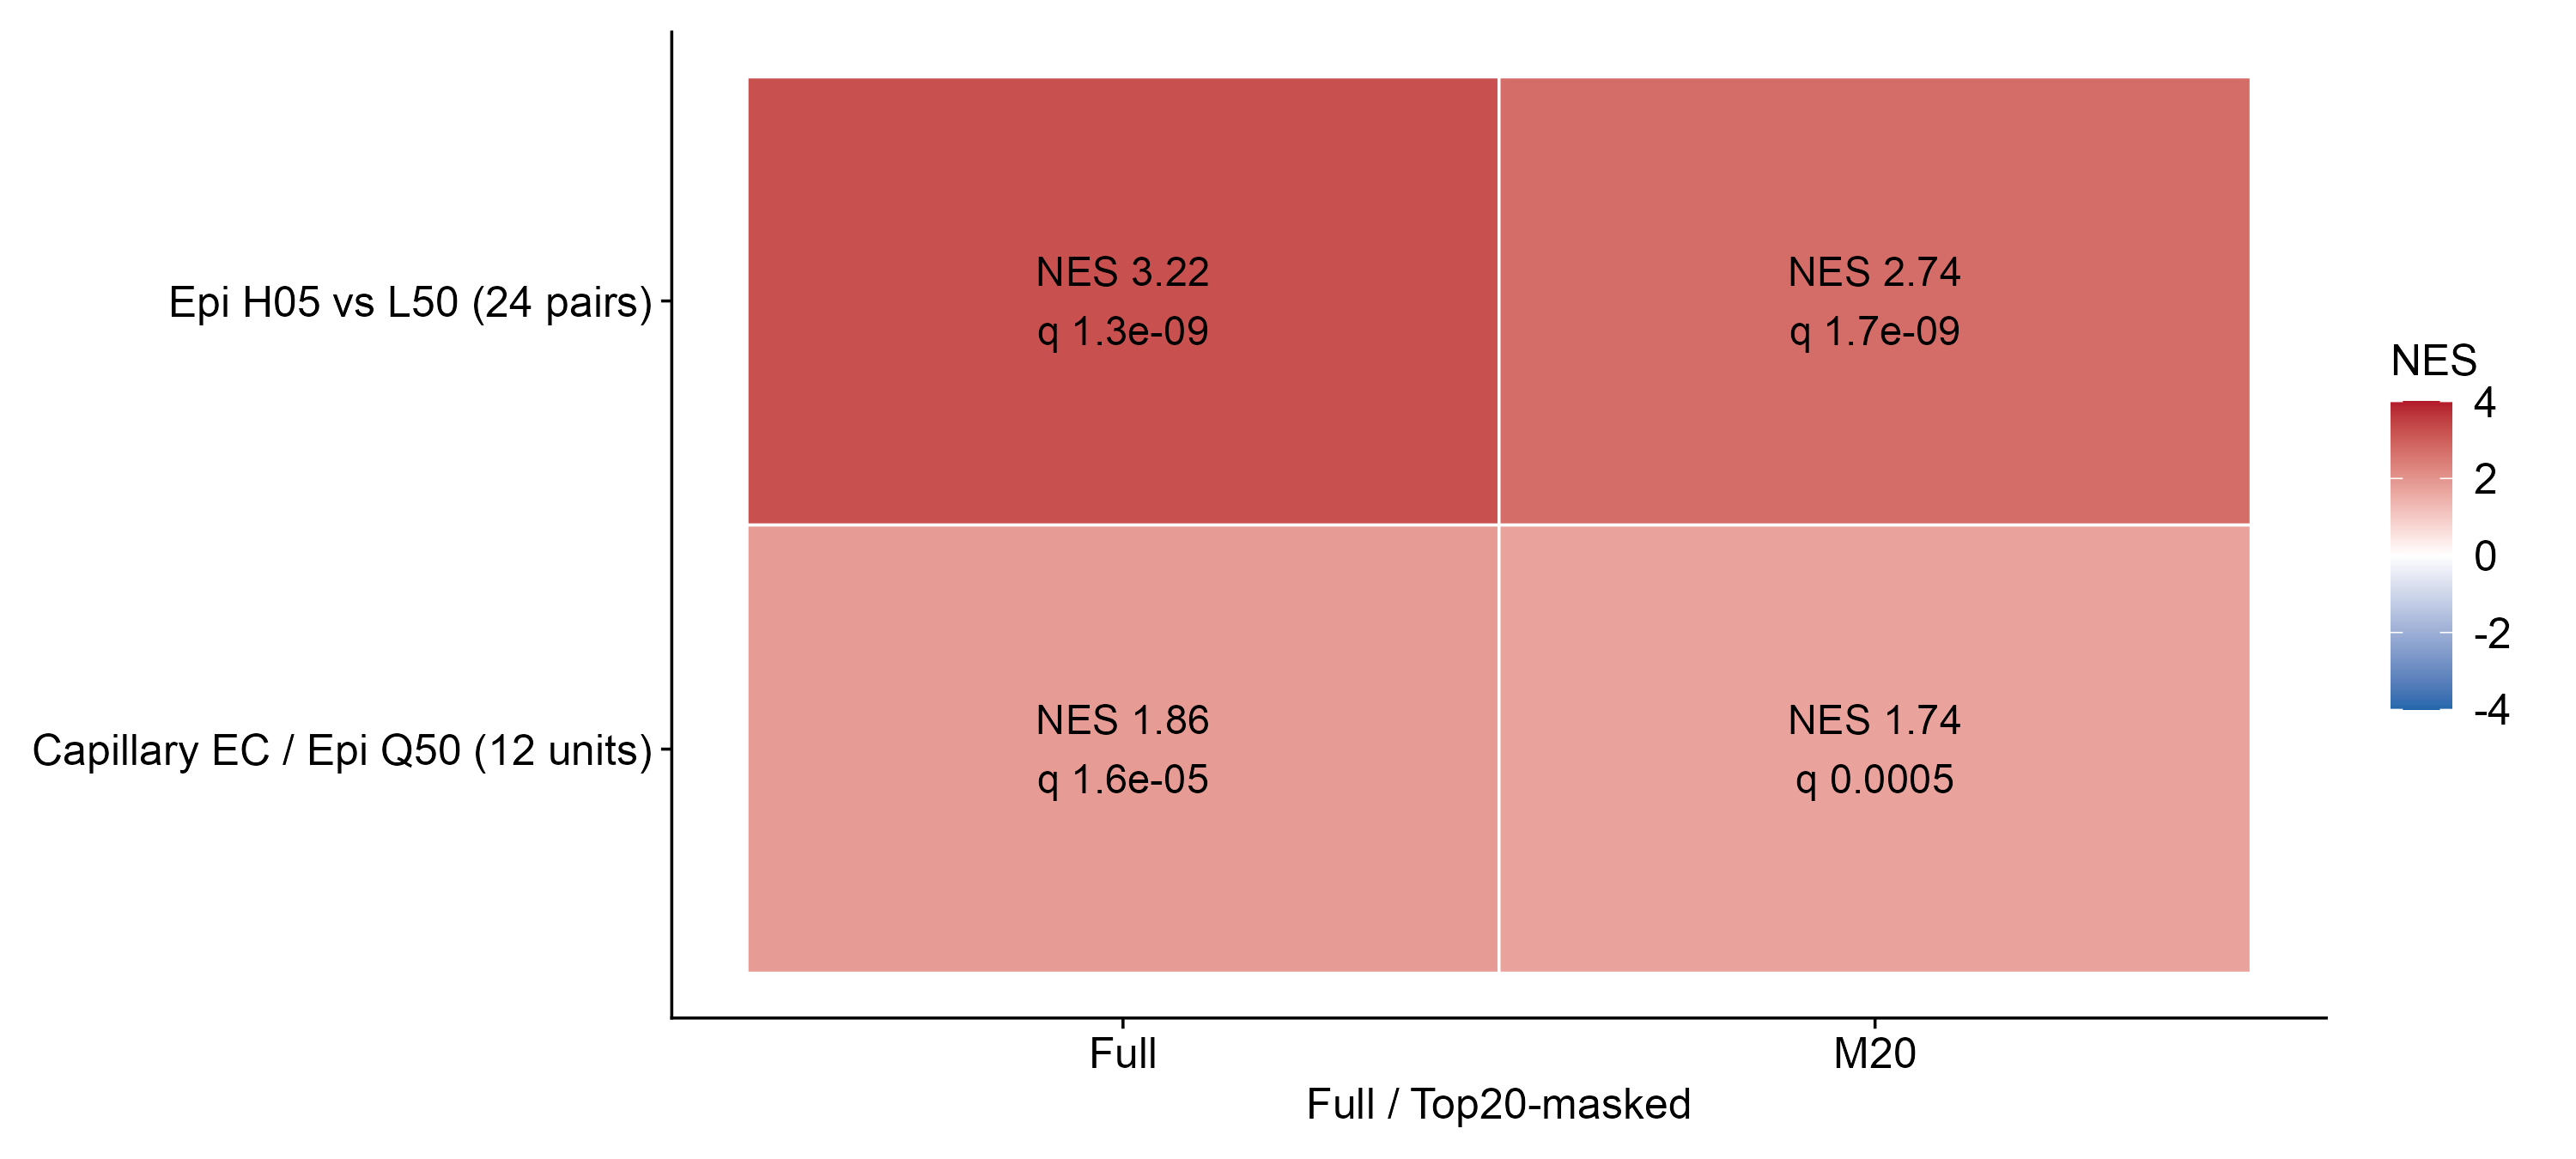 Epi H05 vs L50 (24 pairs)
NES 3.22
q 1.3e-09
NES 2.74
q 1.7e-09
Capillary EC / Epi Q50 (12 units)
NES 1.86
q 1.6e-05
NES 1.74
q 0.0005
Full
M20
Full / Top20-masked
NES
4
2
0
-2
-4